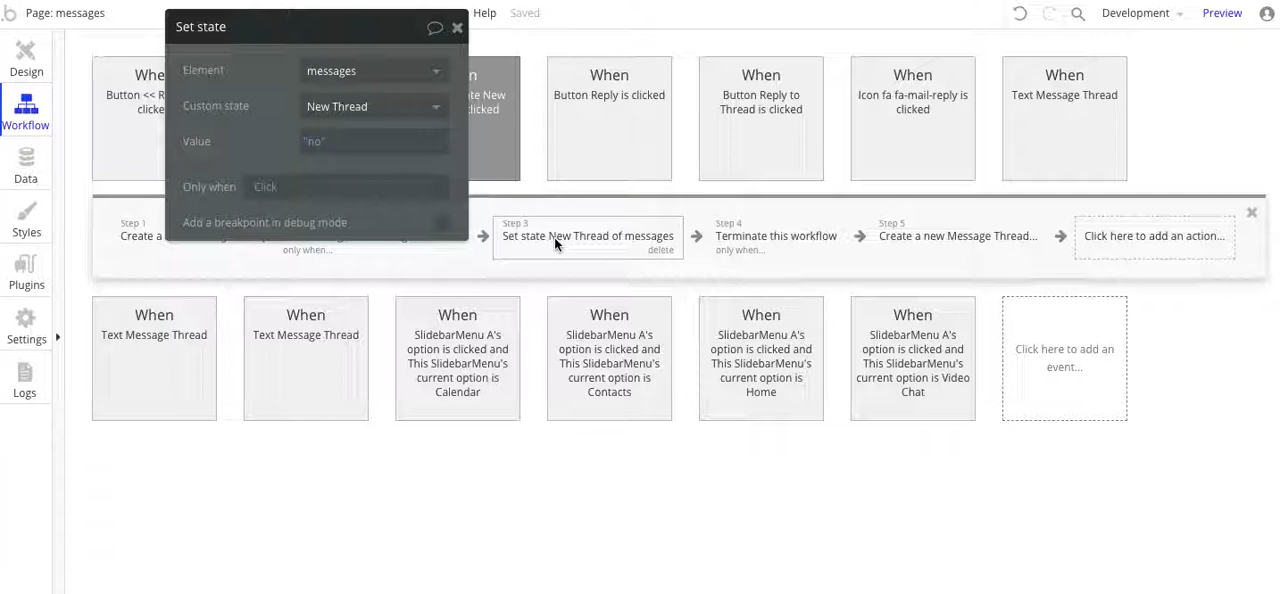 Page: messages
Help
Saved
Development
Preview
Design
Workflow
Data
Styles
Plugins
Settings
Logs
Set state
Element
messages
Custom state
New Thread
Value
"no"
Only when
Click
Add a breakpoint in debug mode
Whe
Button << R
clicke
n
te New
clicked
When
Button Reply is clicked
When
Button Reply to
Thread is clicked
When
Icon fa fa-mail-reply is
clicked
When
Text Message Thread
Step 1
Create a
only when...
Step 3
Set state New Thread of messages
delete
Step 4
Terminate this workflow
only when...
Step 5
Create a new Message Thread...
Click here to add an action...
When
Text Message Thread
When
Text Message Thread
When
SlidebarMenu A's
option is clicked and
This SlidebarMenu's
current option is
Calendar
When
SlidebarMenu A's
option is clicked and
This SlidebarMenu's
current option is
Contacts
When
SlidebarMenu A's
option is clicked and
This SlidebarMenu's
current option is
Home
When
SlidebarMenu A's
option is clicked and
This SlidebarMenu's
current option is Video
Chat
Click here to add an
event...